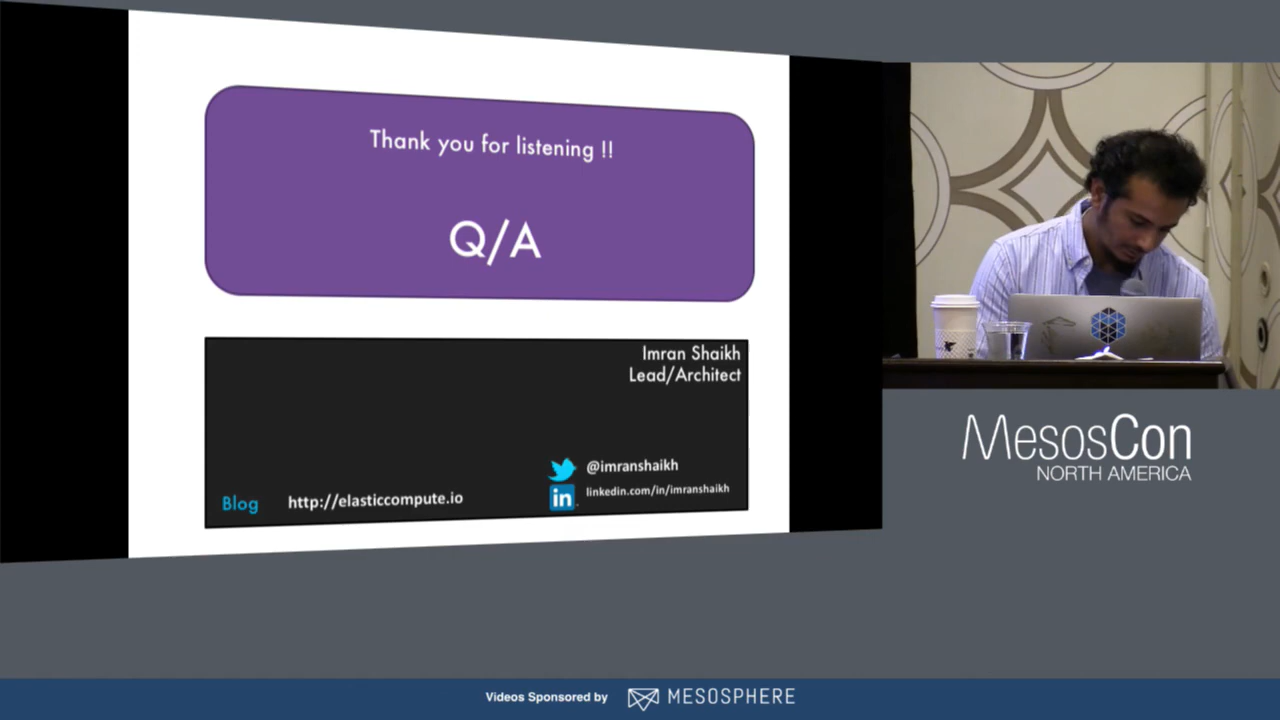 Thank you for listening !!
Q/A
Imran Shaikh
Lead/Architect
@imranshaikh
in
linkedin.com/in/imranshaikh
Blog http://elasticcompute.io
MesosCon
NORTH AMERICA
Videos Sponsored by MESOSPHERE